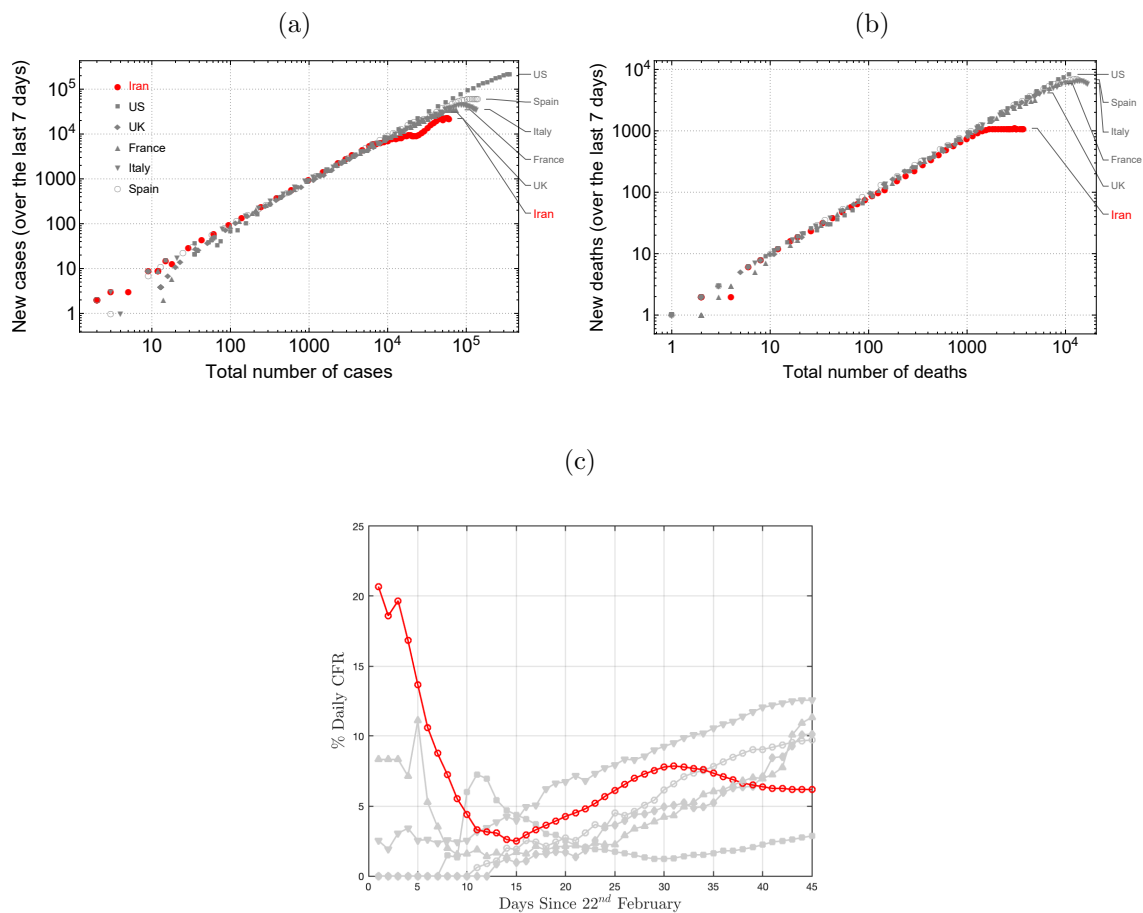 (a)
New cases (over the last 7 days)
10^5
10^4
1000
100
10
1
Iran
US
UK
France
Italy
Spain
US
Spain
Italy
France
UK
Iran
10 100 1000 10^4 10^5
Total number of cases
(b)
New deaths (over the last 7 days)
10^4
1000
100
10
1
US
Spain
Italy
France
UK
Iran
1 10 100 1000 10^4
Total number of deaths
(c)
% Daily CFR
25
20
15
10
5
0
0 5 10 15 20 25 30 35 40 45
Days Since 22^nd February